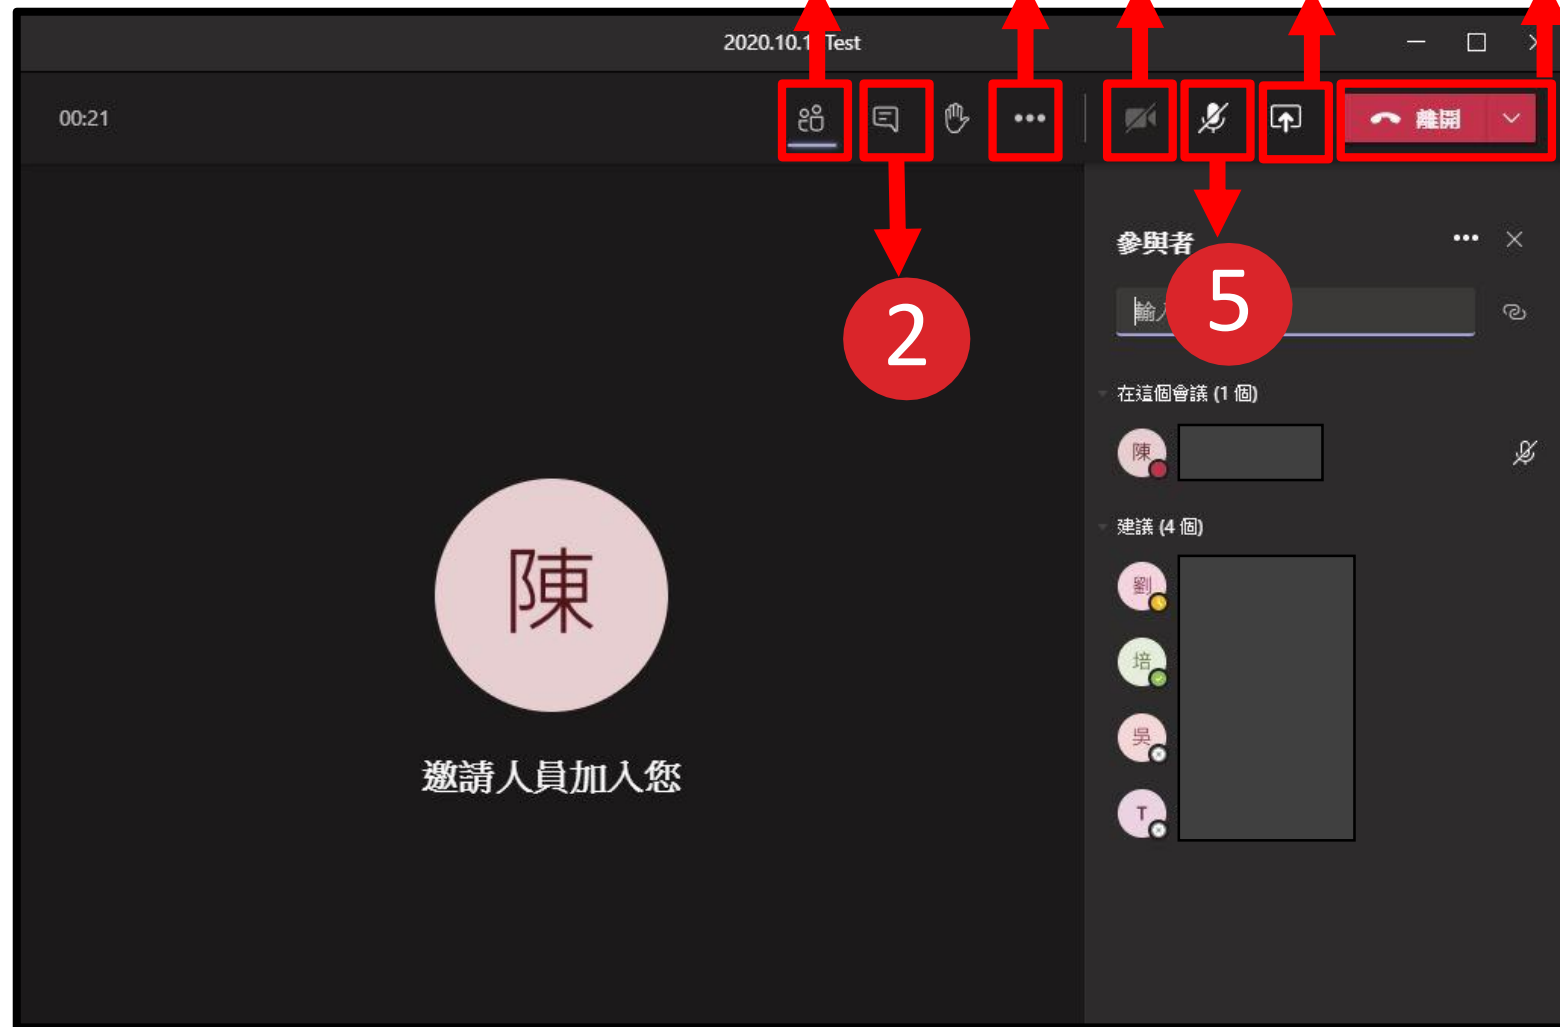 2020.10.1 Test
00:21
離開
參與者
2
5
輸
在這個會議 (1 個)
陳
建議 (4 個)
劉
培
吳
T
陳
邀請人員加入您